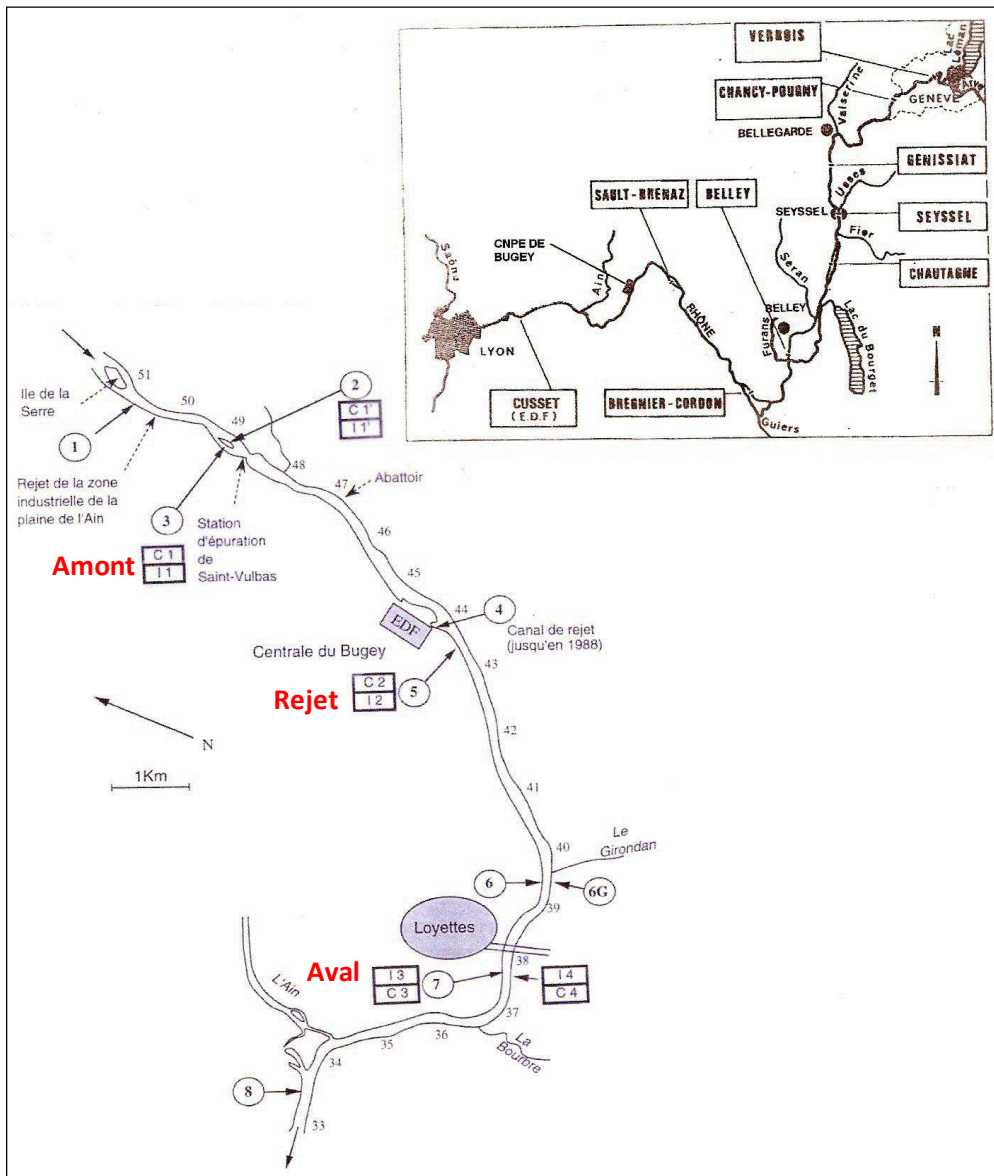 VERBOIS
Lac
Léman
Arve
CHANCY-POUGNY
Valserine
GENÈVE
BELLEGARDE
GÉNISSIAT
Usses
SAULT-BRENAZ
BELLEY
SEYSSEL
SEYSSEL
Fier
CNPE DE
BUGEY
Saône
Ain
Seran
CHAUTAGNE
RHÔNE
BELLEY
Furans
Lac du Bourget
LYON
N
CUSSET
(E.D.F)
BREGNIER-CORDON
Guiers
51
Ile de la
Serre
50
49
2
C 1'
I 1'
1
48
Rejet de la zone
industrielle de la
plaine de l'Ain
47
Abattoir
3
Station
d'épuration
de
Saint-Vulbas
46
Amont
C 1
I 1
45
44
4
EDF
Canal de rejet
(jusqu'en 1988)
Centrale du Bugey
43
Rejet
C 2
I 2
5
42
N
1Km
41
40
Le
Girondan
6
6G
39
Loyettes
38
Aval
I 3
C 3
7
I 4
C 4
L'Ain
37
36
35
La
Bourbre
34
8
33